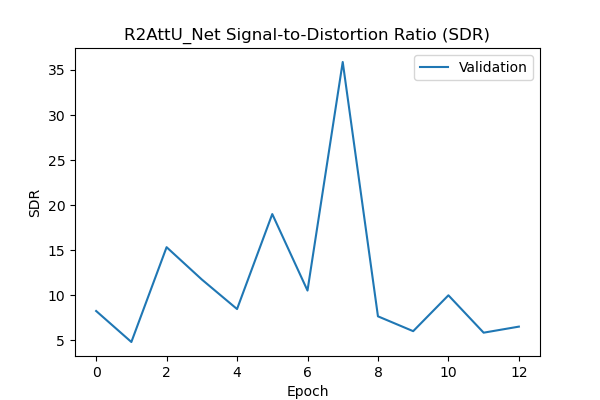 R2AttU_Net Signal-to-Distortion Ratio (SDR)
Validation
35
30
25
20
15
10
5
SDR
0 2 4 6 8 10 12
Epoch